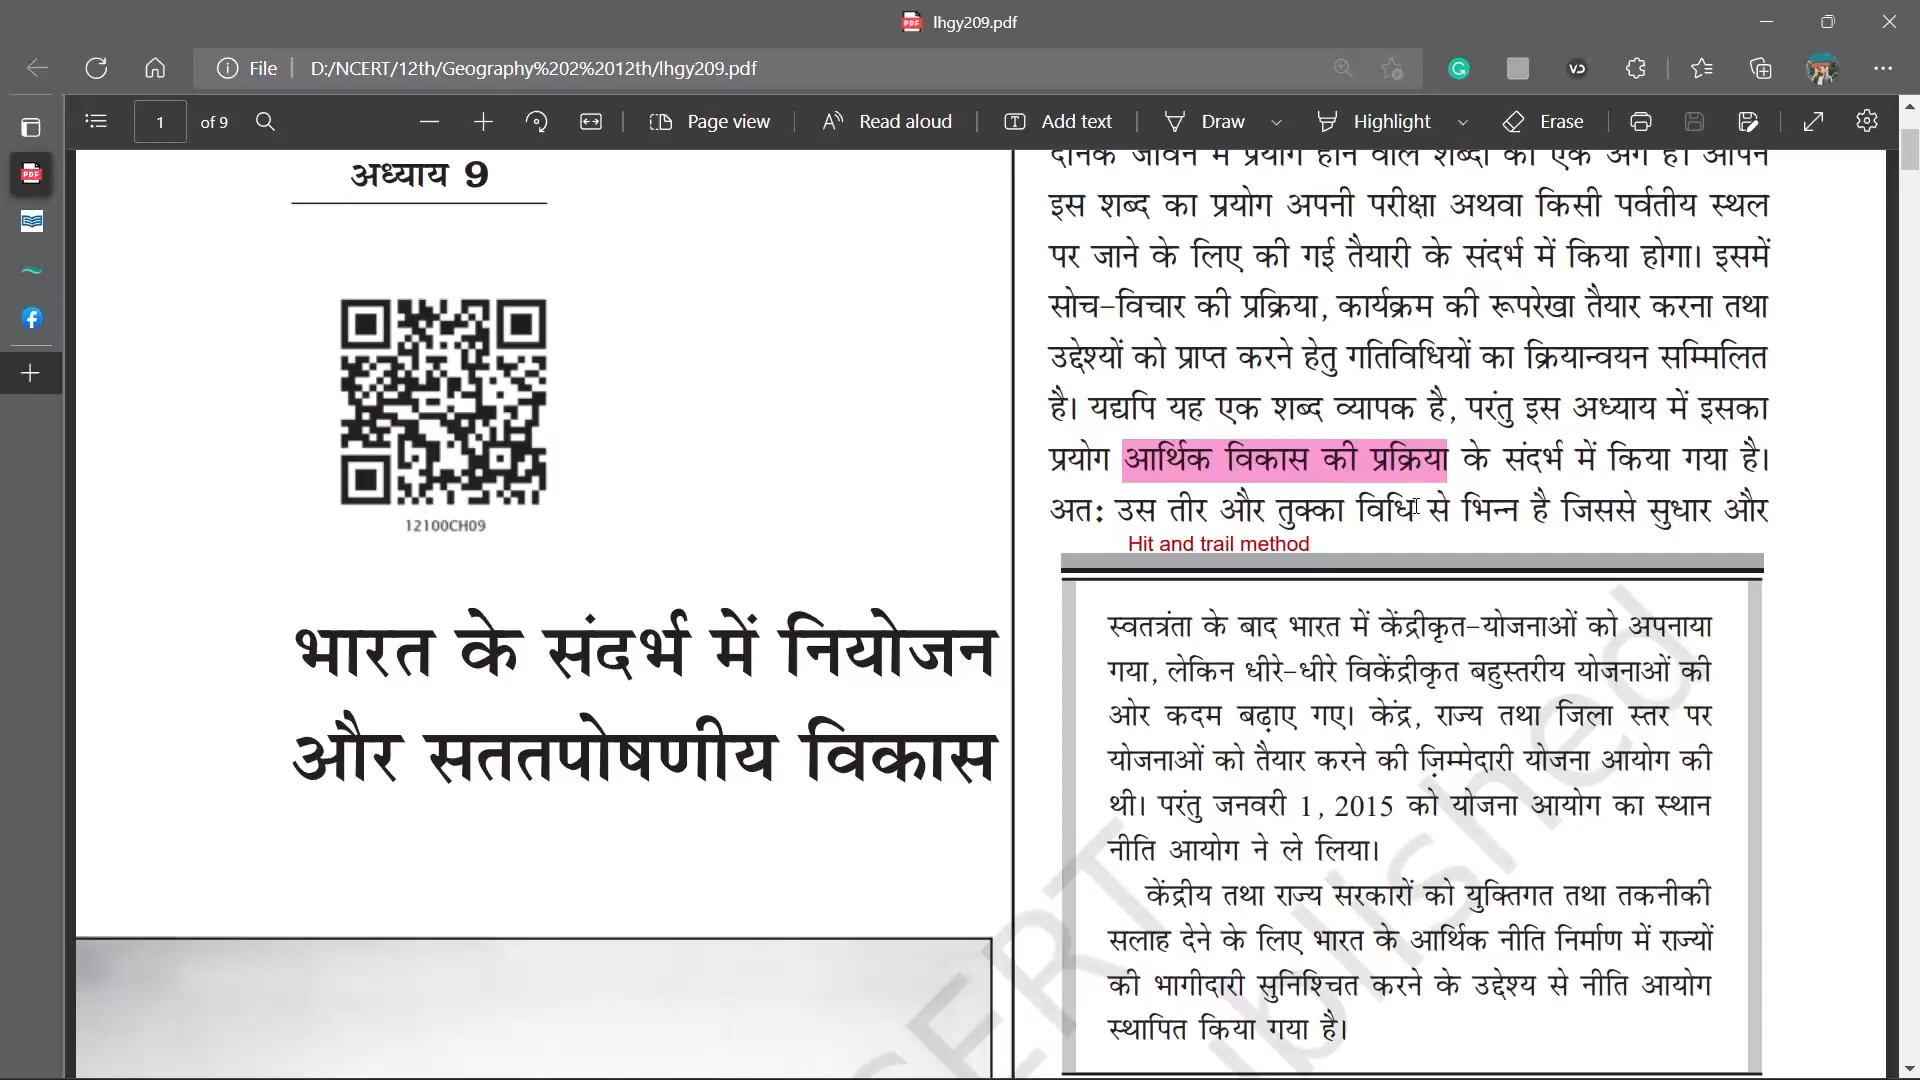 lhgy209.pdf
File
D:/NCERT/12th/Geography%202%2012th/lhgy209.pdf
1 of 9
Page view
Read aloud
Add text
Draw
Highlight
Erase
अध्याय 9
12100CH09
भारत के संदर्भ में नियोजन
और सततपोषणीय विकास
दैनिक जीवन में प्रयोग होने वाले शब्दों का एक अंग है। आपने
इस शब्द का प्रयोग अपनी परीक्षा अथवा किसी पर्वतीय स्थल
पर जाने के लिए की गई तैयारी के संदर्भ में किया होगा। इसमें
सोच-विचार की प्रक्रिया, कार्यक्रम की रूपरेखा तैयार करना तथा
उद्देश्यों को प्राप्त करने हेतु गतिविधियों का क्रियान्वयन सम्मिलित
है। यद्यपि यह एक शब्द व्यापक है, परंतु इस अध्याय में इसका
प्रयोग आर्थिक विकास की प्रक्रिया के संदर्भ में किया गया है।
अतः उस तीर और तुक्का विधि से भिन्न है जिससे सुधार और
Hit and trail method
स्वतत्रंता के बाद भारत में केंद्रीकृत-योजनाओं को अपनाया
गया, लेकिन धीरे-धीरे विकेंद्रीकृत बहुस्तरीय योजनाओं की
ओर कदम बढ़ाए गए। केंद्र, राज्य तथा जिला स्तर पर
योजनाओं को तैयार करने की ज़िम्मेदारी योजना आयोग की
थी। परंतु जनवरी 1, 2015 को योजना आयोग का स्थान
नीति आयोग ने ले लिया।
केंद्रीय तथा राज्य सरकारों को युक्तिगत तथा तकनीकी
सलाह देने के लिए भारत के आर्थिक नीति निर्माण में राज्यों
की भागीदारी सुनिश्चित करने के उद्देश्य से नीति आयोग
स्थापित किया गया है।